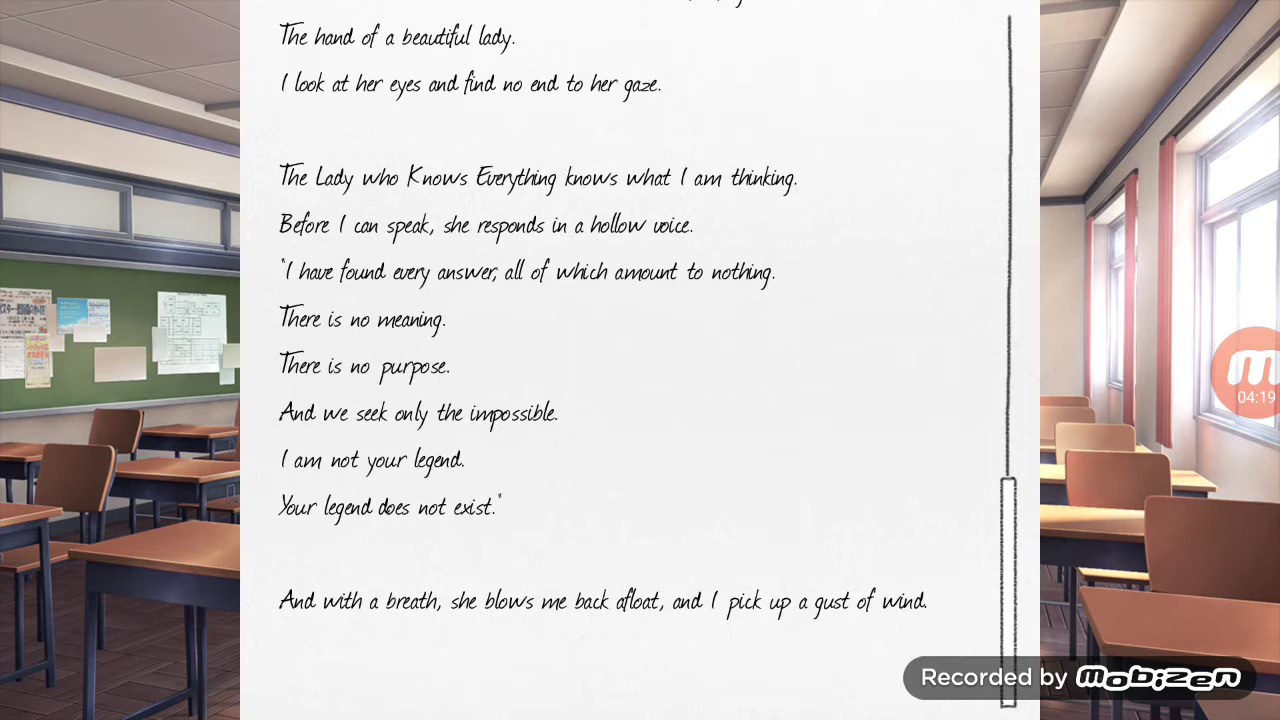 The hand of a beautiful lady.
I look at her eyes and find no end to her gaze.
The Lady who Knows Everything knows what I am thinking.
Before I can speak, she responds in a hollow voice.
"I have found every answer, all of which amount to nothing.
There is no meaning.
There is no purpose.
And we seek only the impossible.
I am not your legend.
Your legend does not exist."
And with a breath, she blows me back afloat, and I pick up a gust of wind.
04:19
Recorded by mobizen